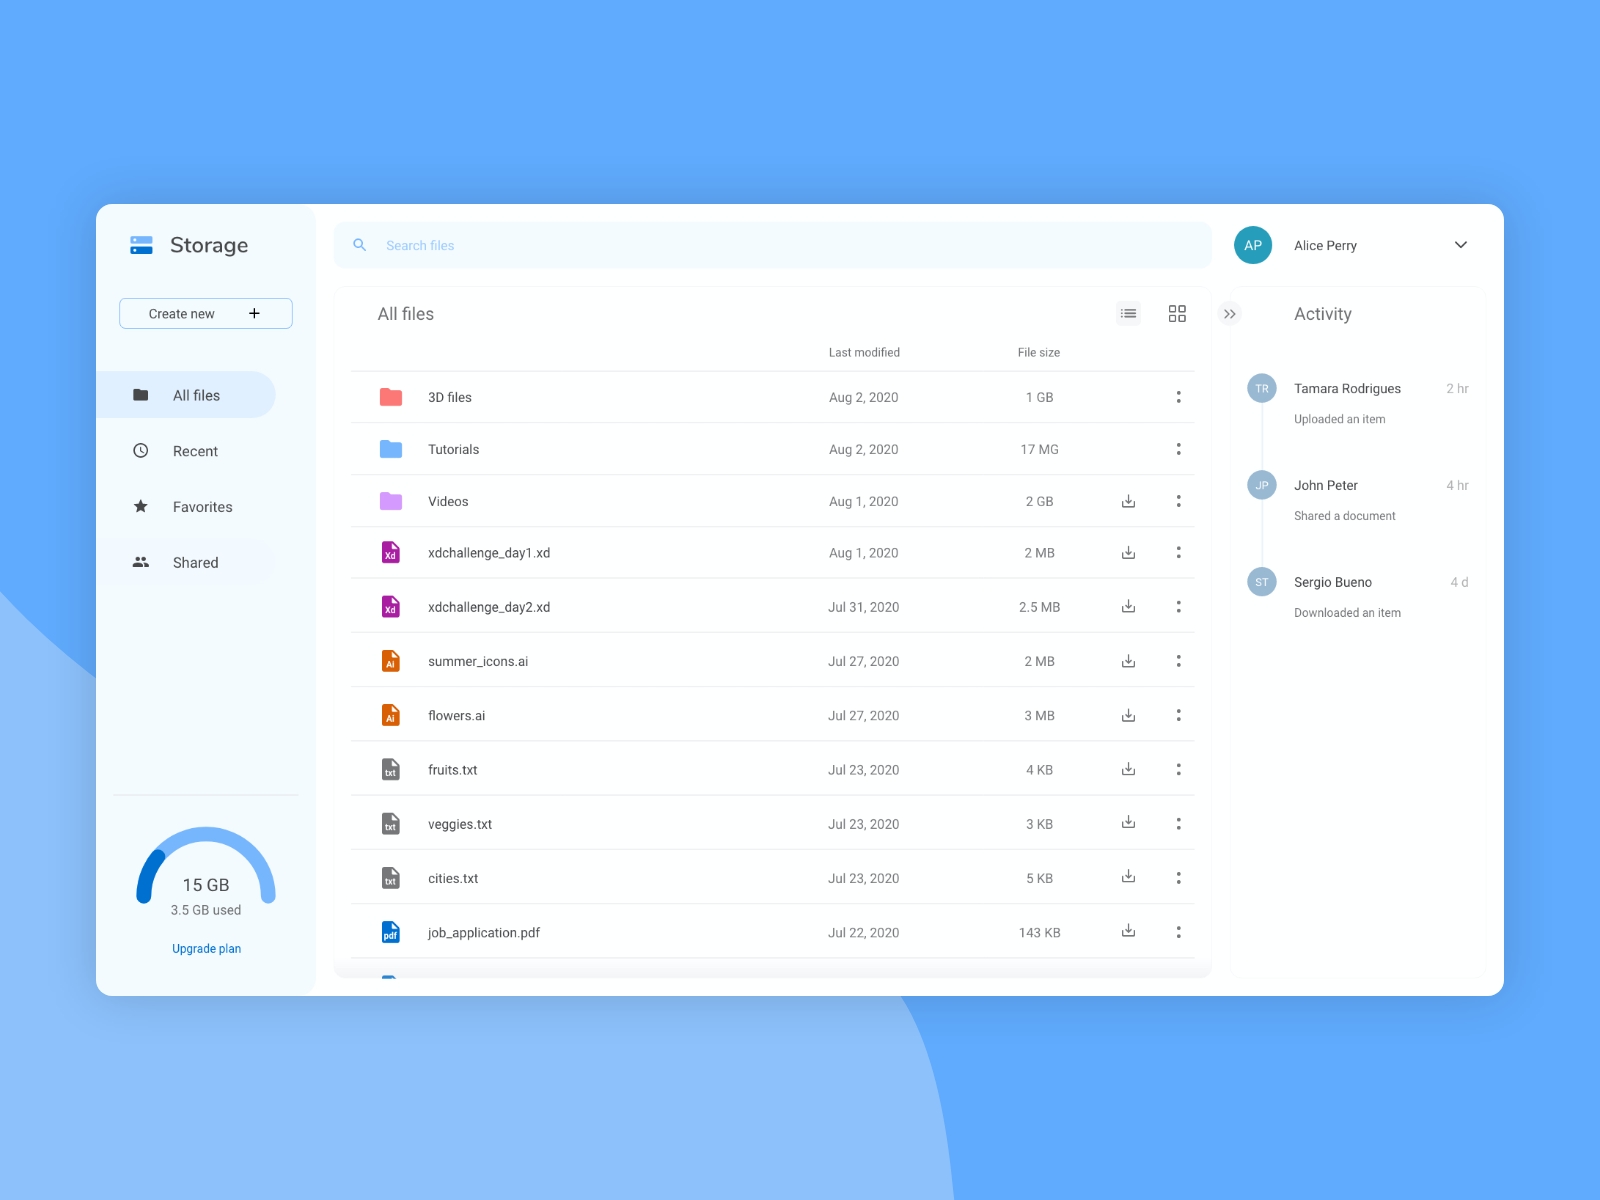 Storage
Search files
AP
Alice Perry
Create new +
All files
Recent
Favorites
Shared
15 GB
3.5 GB used
Upgrade plan
All files
Last modified File size
3D files Aug 2, 2020 1 GB
Tutorials Aug 2, 2020 17 MG
Videos Aug 1, 2020 2 GB
Xd xdchallenge_day1.xd Aug 1, 2020 2 MB
Xd xdchallenge_day2.xd Jul 31, 2020 2.5 MB
Ai summer_icons.ai Jul 27, 2020 2 MB
Ai flowers.ai Jul 27, 2020 3 MB
txt fruits.txt Jul 23, 2020 4 KB
txt veggies.txt Jul 23, 2020 3 KB
txt cities.txt Jul 23, 2020 5 KB
pdf job_application.pdf Jul 22, 2020 143 KB
Activity
TR Tamara Rodrigues 2 hr
Uploaded an item
JP John Peter 4 hr
Shared a document
ST Sergio Bueno 4 d
Downloaded an item